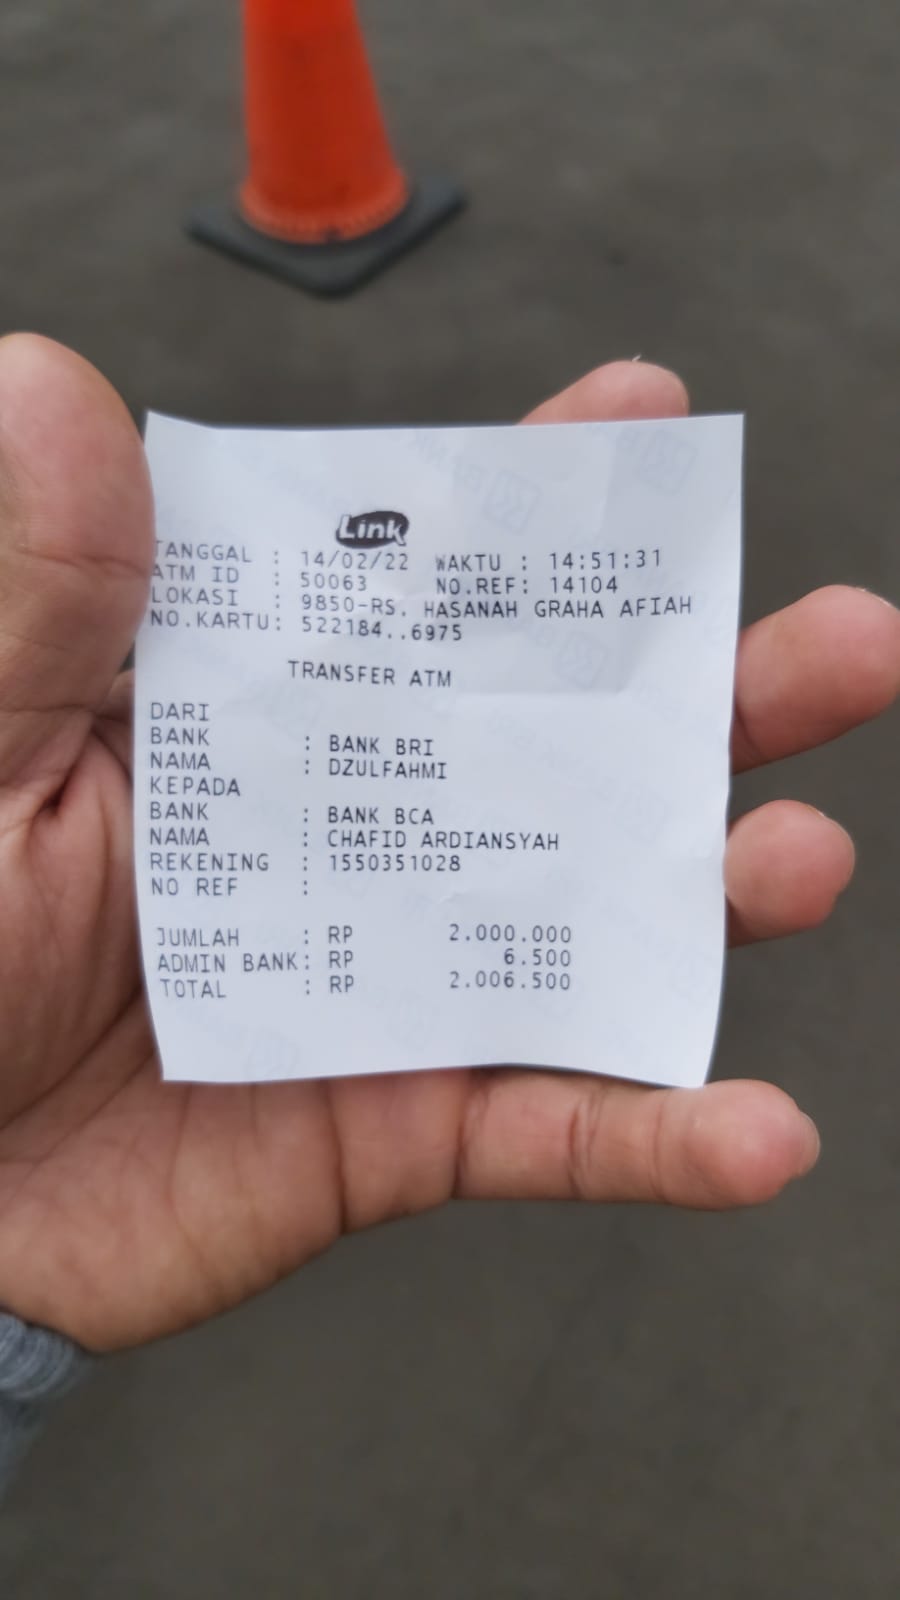 Link
TANGGAL : 14/02/22 WAKTU : 14:51:31
ATM ID : 50063 NO.REF: 14104
LOKASI : 9850-RS. HASANAH GRAHA AFIAH
NO.KARTU: 522184..6975
TRANSFER ATM
DARI
BANK : BANK BRI
NAMA : DZULFAHMI
KEPADA
BANK : BANK BCA
NAMA : CHAFID ARDIANSYAH
REKENING : 1550351028
NO REF :
JUMLAH : RP 2.000.000
ADMIN BANK: RP 6.500
TOTAL : RP 2.006.500